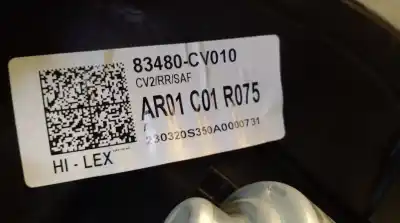 83480-CV010
CV2/RR/SAF
AR01 C01 R075
230320S350A0000731
HI - LEX